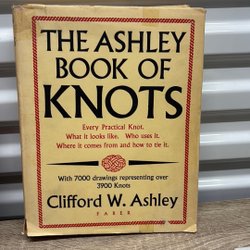 THE ASHLEY
BOOK OF
KNOTS
Every Practical Knot.
What it looks like. Who uses it.
Where it comes from and how to tie it.
With 7000 drawings representing over
3900 Knots
Clifford W. Ashley
FABER